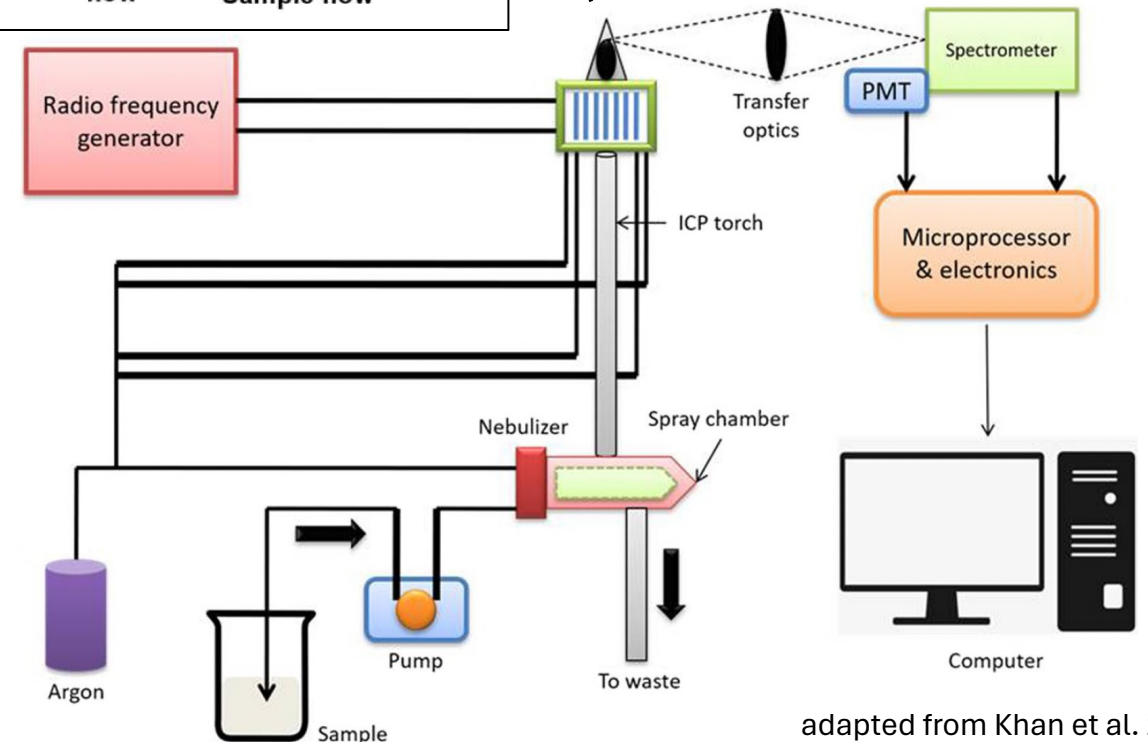 Sample flow
Radio frequency
generator
Transfer
optics
Spectrometer
PMT
ICP torch
Microprocessor
& electronics
Nebulizer
Spray chamber
Argon
Pump
Sample
To waste
Computer
adapted from Khan et al.